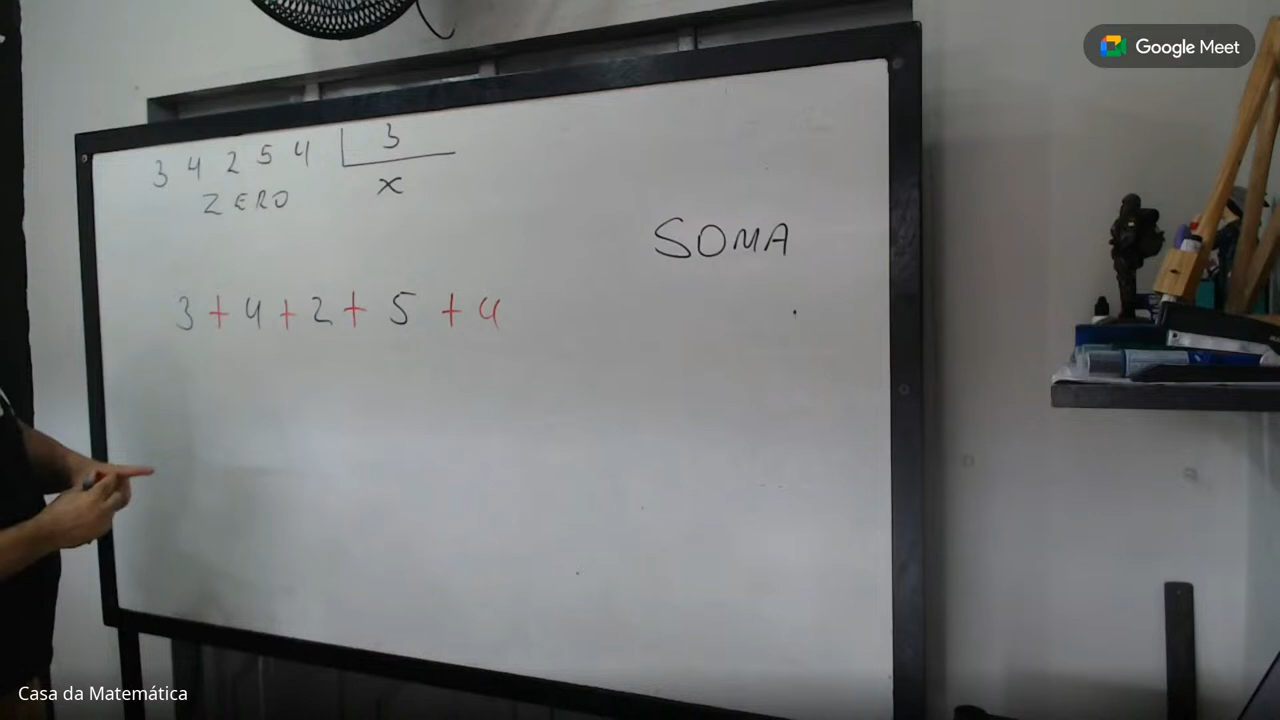 Google Meet
3 4 2 5 4 3
ZERO x
SOMA
3 + 4 + 2 + 5 + 4
Casa da Matemática